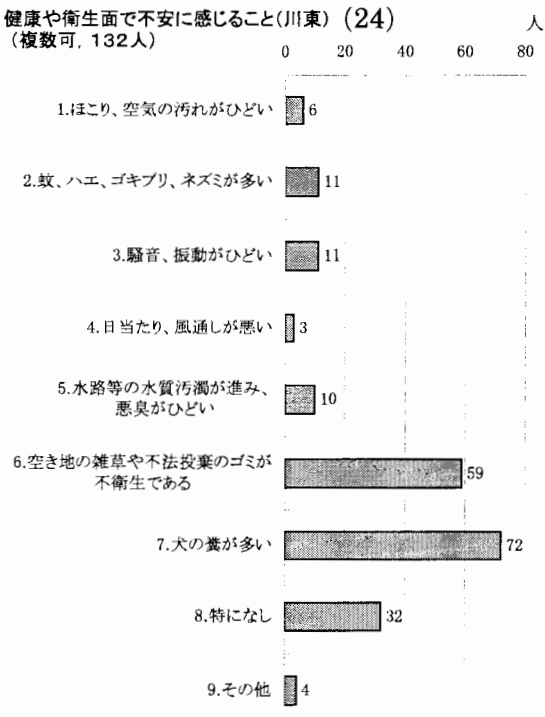 健康や衛生面で不安に感じること(川東) (24)
(複数可, 132人)
人
0 20 40 60 80
1.ほこり、空気の汚れがひどい 6
2.蚊、ハエ、ゴキブリ、ネズミが多い 11
3.騒音、振動がひどい 11
4.日当たり、風通しが悪い 3
5.水路等の水質汚濁が進み、
悪臭がひどい 10
6.空き地の雑草や不法投棄のゴミが
不衛生である 59
7.犬の糞が多い 72
8.特になし 32
9.その他 4